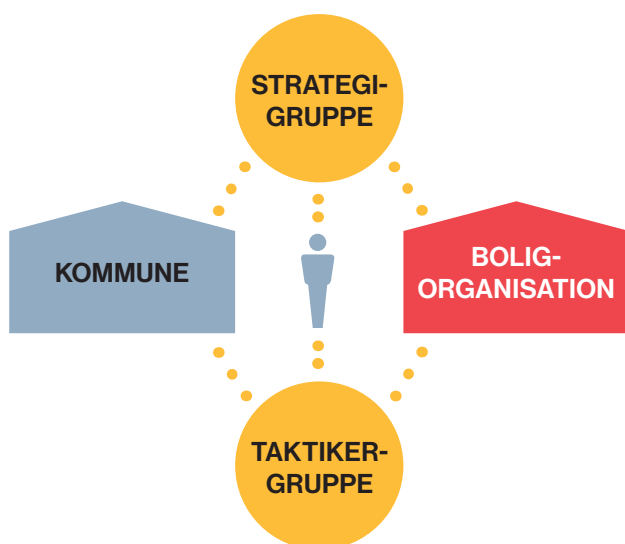 STRATEGI-
GRUPPE
KOMMUNE
BOLIG-
ORGANISATION
TAKTIKER-
GRUPPE